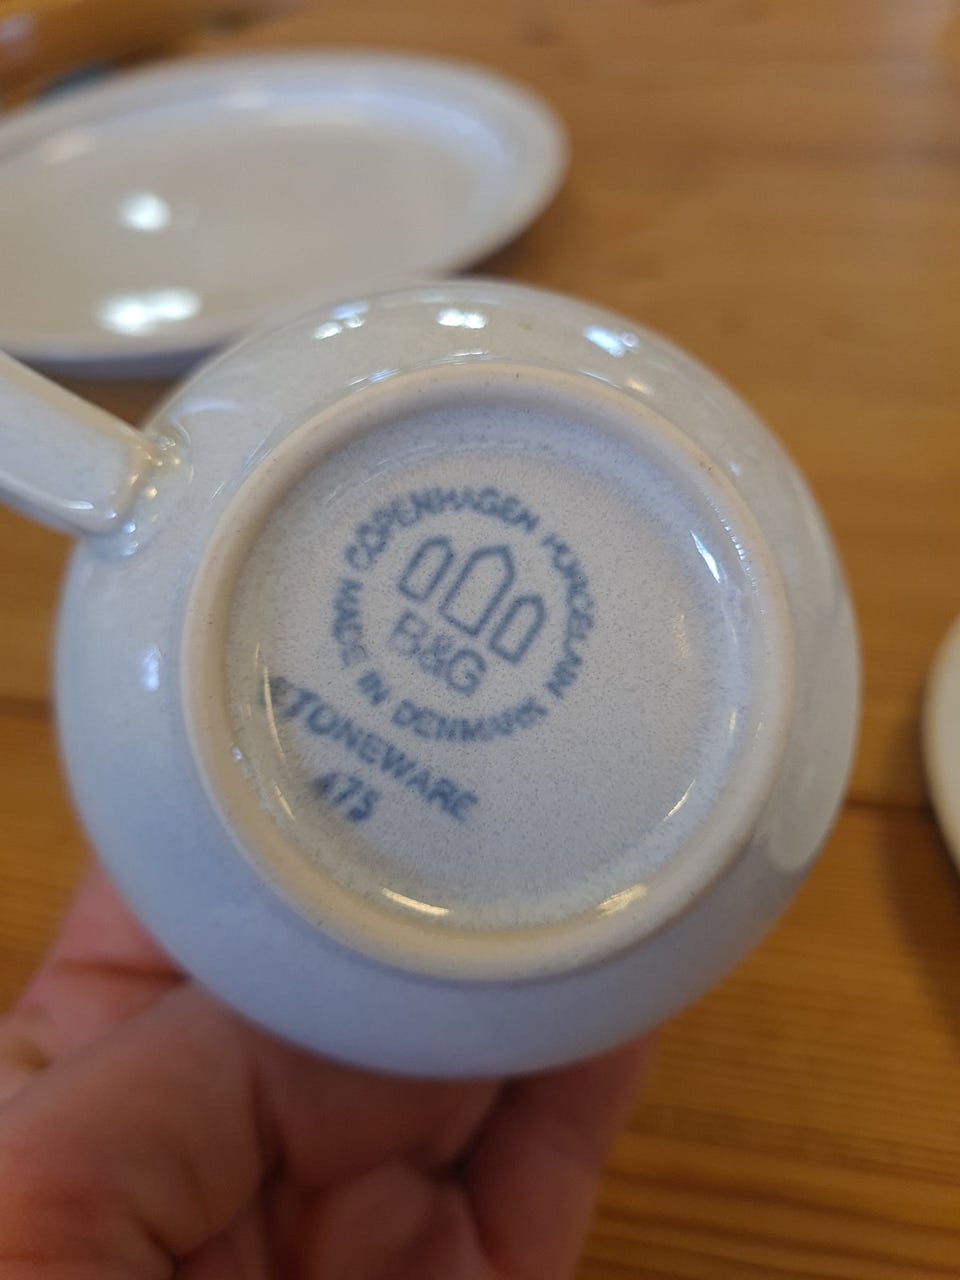 COPENHAGEN PORCELAIN
MADE IN DENMARK
B&G
STONEWARE
475